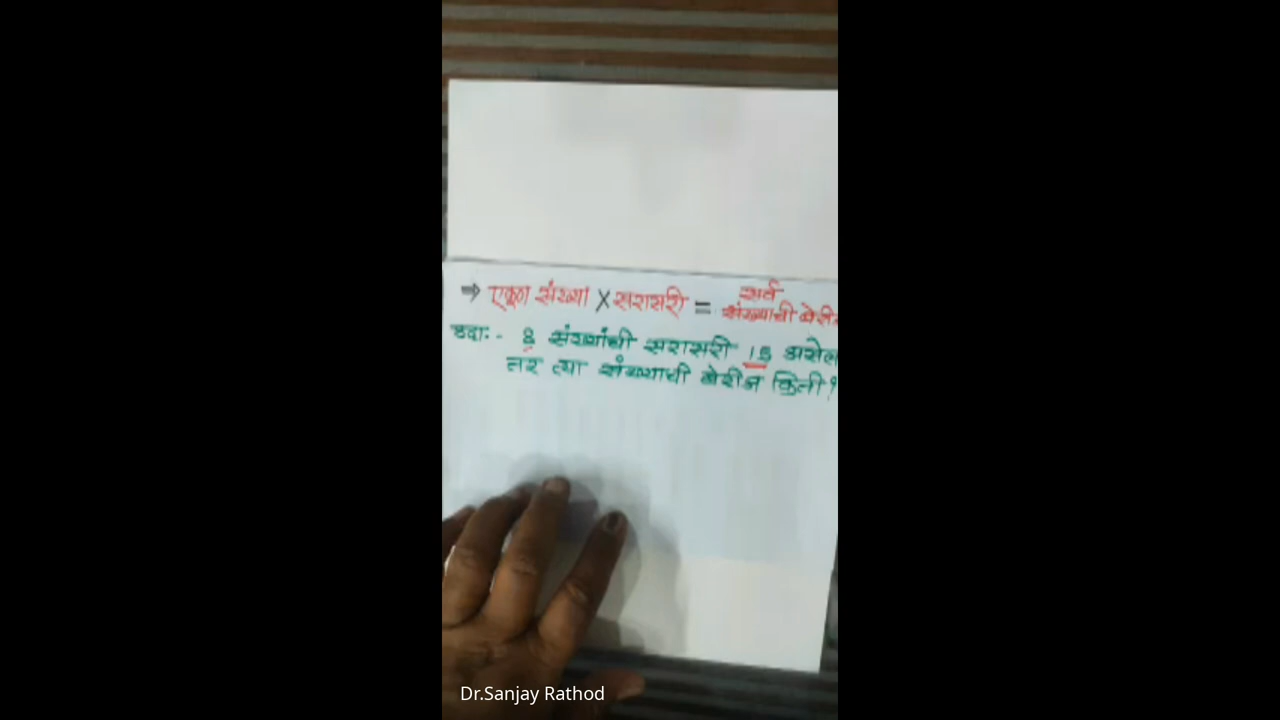 ⇒ एकूण संख्या X सरासरी = सर्व संख्याची बेरीज
उदा:- 8 संख्यांची सरासरी 15 असेल
तर त्या संख्याची बेरीज किती?
Dr.Sanjay Rathod